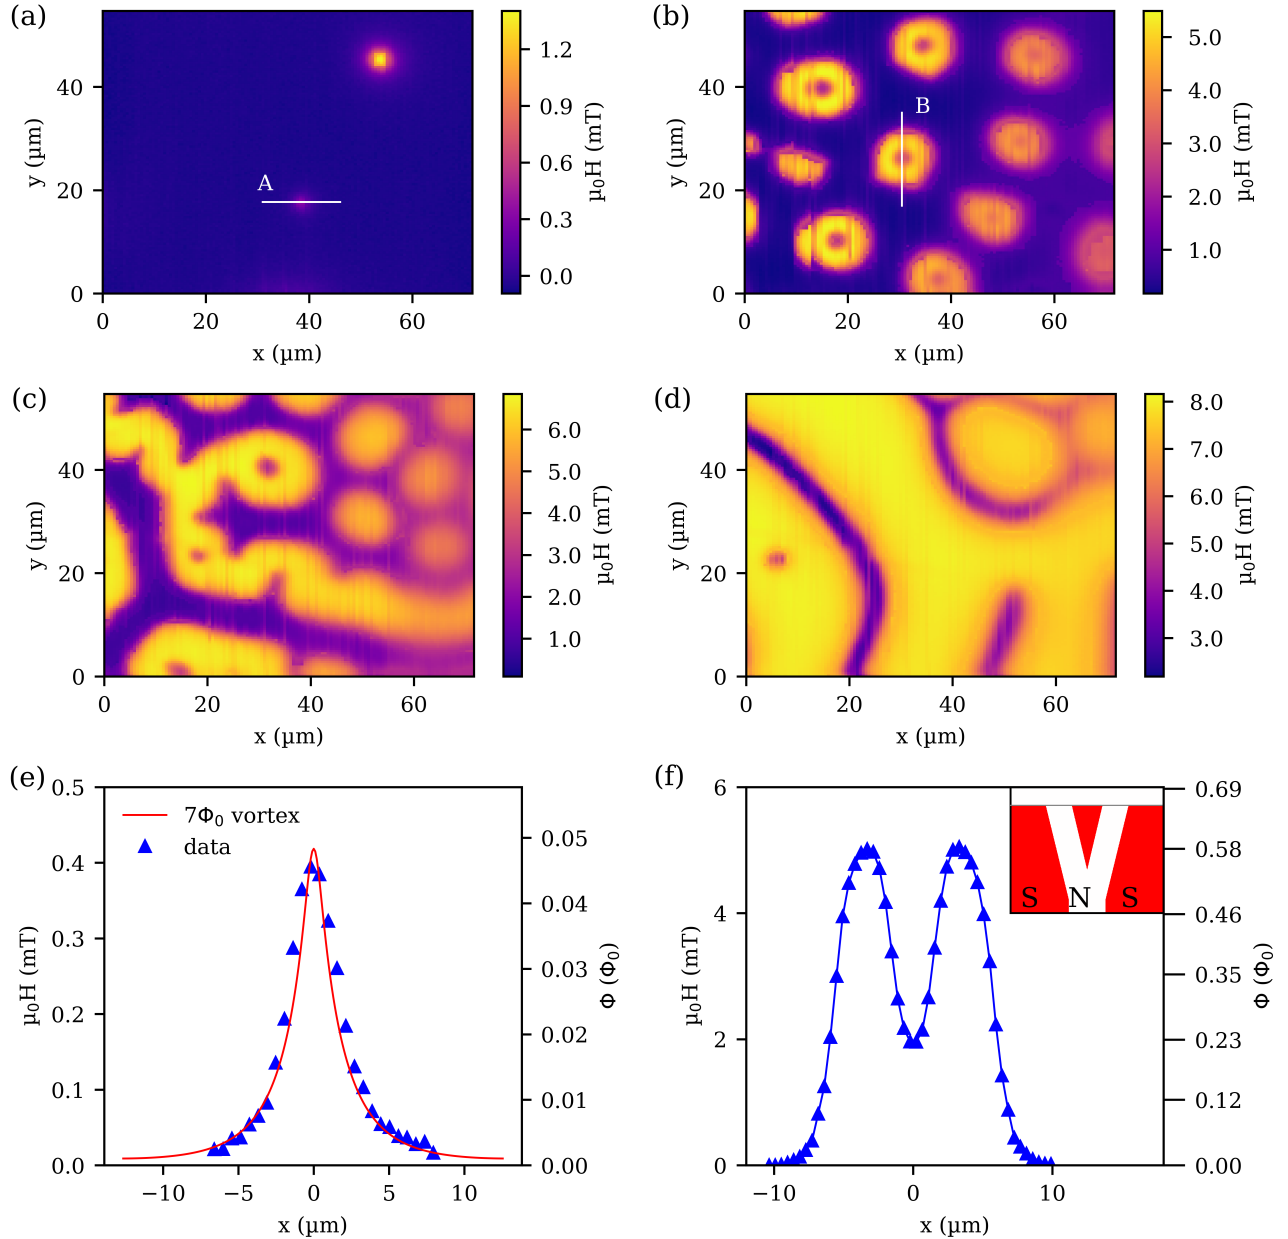 (a)
A
y (µm)
40
20
0
0 20 40 60
x (µm)
1.2
0.9
0.6
0.3
0.0
µ₀H (mT)
(b)
B
y (µm)
40
20
0
0 20 40 60
x (µm)
5.0
4.0
3.0
2.0
1.0
µ₀H (mT)
(c)
y (µm)
40
20
0
0 20 40 60
x (µm)
6.0
5.0
4.0
3.0
2.0
1.0
µ₀H (mT)
(d)
y (µm)
40
20
0
0 20 40 60
x (µm)
8.0
7.0
6.0
5.0
4.0
3.0
µ₀H (mT)
(e)
7Φ₀ vortex
data
µ₀H (mT)
0.5
0.4
0.3
0.2
0.1
0.0
−10 −5 0 5 10
x (µm)
0.05
0.04
0.03
0.02
0.01
0.00
Φ (Φ₀)
(f)
S N S
µ₀H (mT)
6
4
2
0
−10 0 10
x (µm)
0.69
0.58
0.46
0.35
0.23
0.12
0.00
Φ (Φ₀)